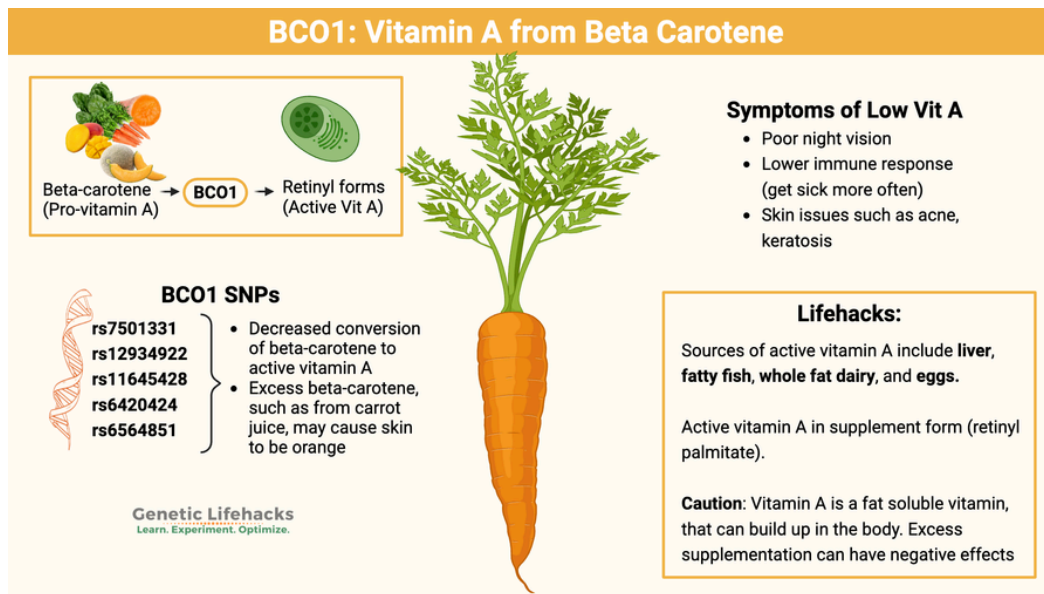 BCO1: Vitamin A from Beta Carotene
Beta-carotene
(Pro-vitamin A)
BCO1
Retinyl forms
(Active Vit A)
Symptoms of Low Vit A
• Poor night vision
• Lower immune response
(get sick more often)
• Skin issues such as acne,
keratosis
BCO1 SNPs
rs7501331
rs12934922
rs11645428
rs6420424
rs6564851
• Decreased conversion
of beta-carotene to
active vitamin A
• Excess beta-carotene,
such as from carrot
juice, may cause skin
to be orange
Lifehacks:
Sources of active vitamin A include liver,
fatty fish, whole fat dairy, and eggs.
Active vitamin A in supplement form (retinyl
palmitate).
Caution: Vitamin A is a fat soluble vitamin,
that can build up in the body. Excess
supplementation can have negative effects
Genetic Lifehacks
Learn. Experiment. Optimize.